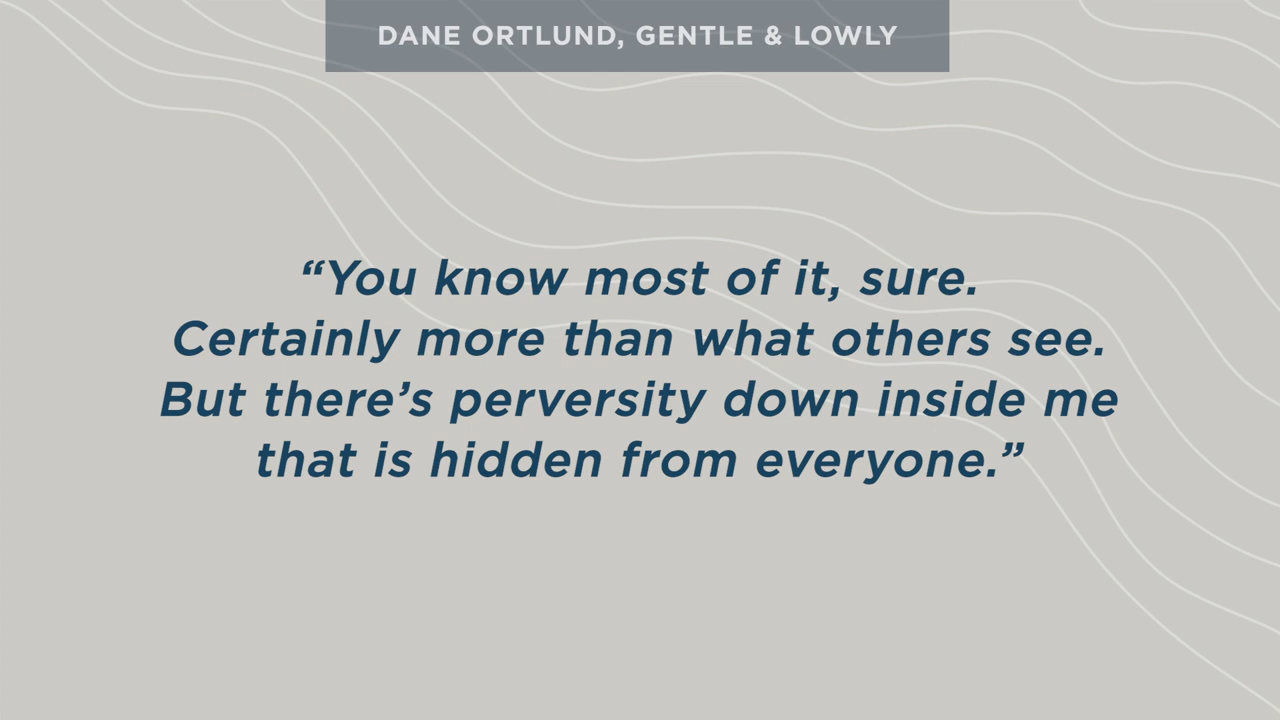 DANE ORTLUND, GENTLE & LOWLY
“You know most of it, sure.
Certainly more than what others see.
But there’s perversity down inside me
that is hidden from everyone.”